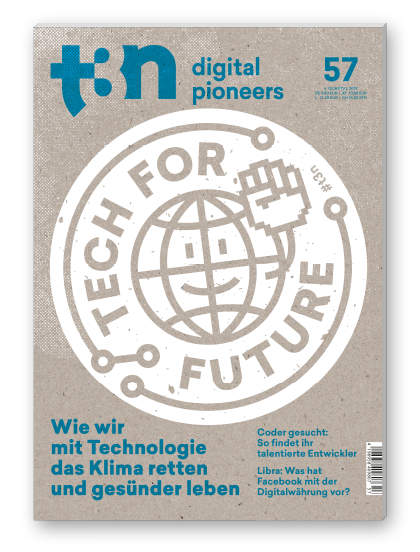 t3n
digital
pioneers
57
TECH FOR
FUTURE
#t3n
Wie wir
mit Technologie
das Klima retten
und gesünder leben
Coder gesucht:
So findet ihr
talentierte Entwickler
Libra: Was hat
Facebook mit der
Digitalwährung vor?